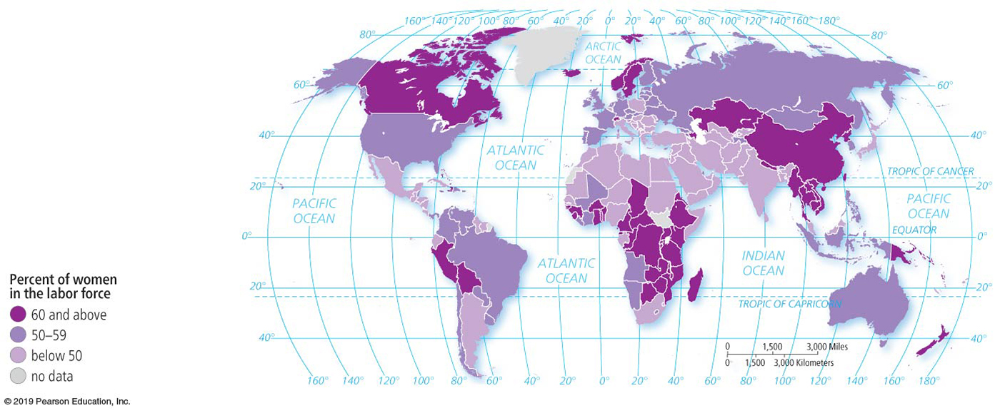 160° 140° 120° 100° 80° 60° 40° 20° 0° 20° 40° 60° 80° 100° 120° 140° 160° 180°
80° 80°
ARCTIC
OCEAN
60° 60°
40° 40°
ATLANTIC
OCEAN
TROPIC OF CANCER
20° 20°
PACIFIC
OCEAN
PACIFIC
OCEAN
EQUATOR
0° 0°
INDIAN
OCEAN
ATLANTIC
OCEAN
Percent of women
in the labor force
20° 20°
TROPIC OF CAPRICORN
60 and above
50–59
40° 40°
0 1,500 3,000 Miles
below 50
0 1,500 3,000 Kilometers
no data
160° 140° 120° 100° 80° 60° 40° 20° 0° 20° 40° 60° 80° 100° 120° 140° 160° 180°
© 2019 Pearson Education, Inc.